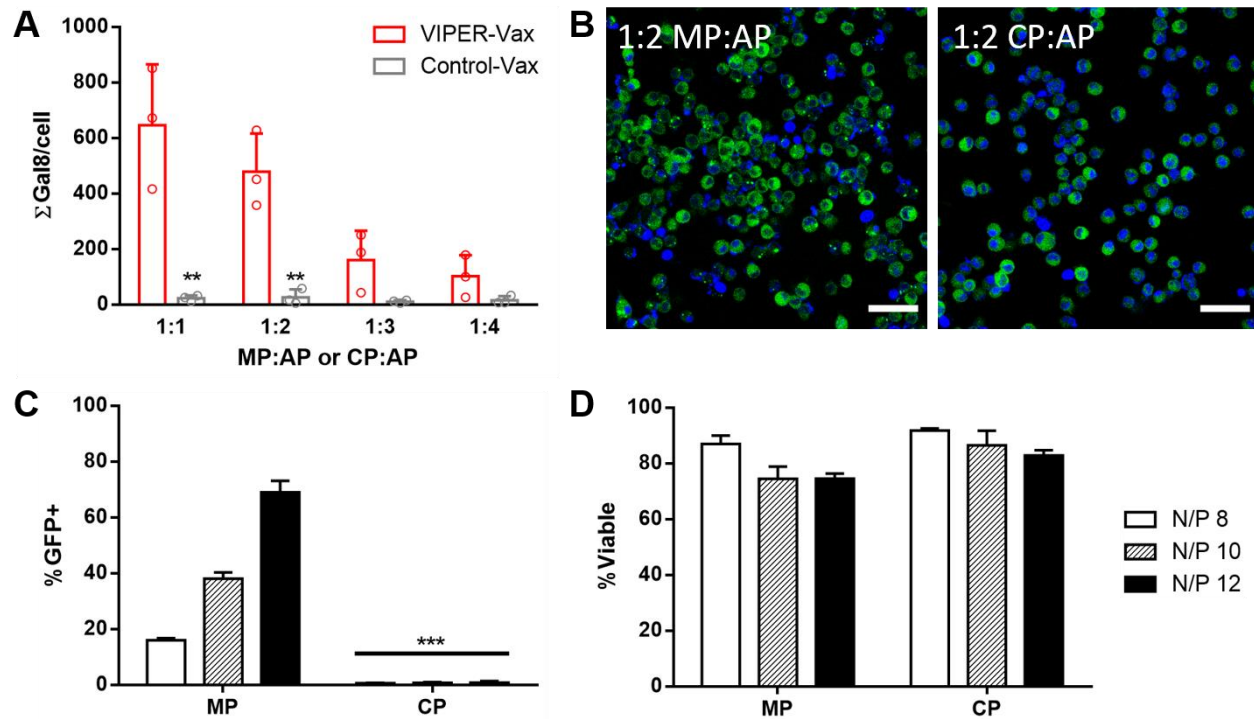 A
1000
800
600
400
200
0
ΣGal8/cell
VIPER-Vax
Control-Vax
**
**
1:1 1:2 1:3 1:4
MP:AP or CP:AP
B
1:2 MP:AP
1:2 CP:AP
C
100
80
60
40
20
0
% GFP+
***
MP CP
D
100
80
60
40
20
0
% Viable
MP CP
N/P 8
N/P 10
N/P 12